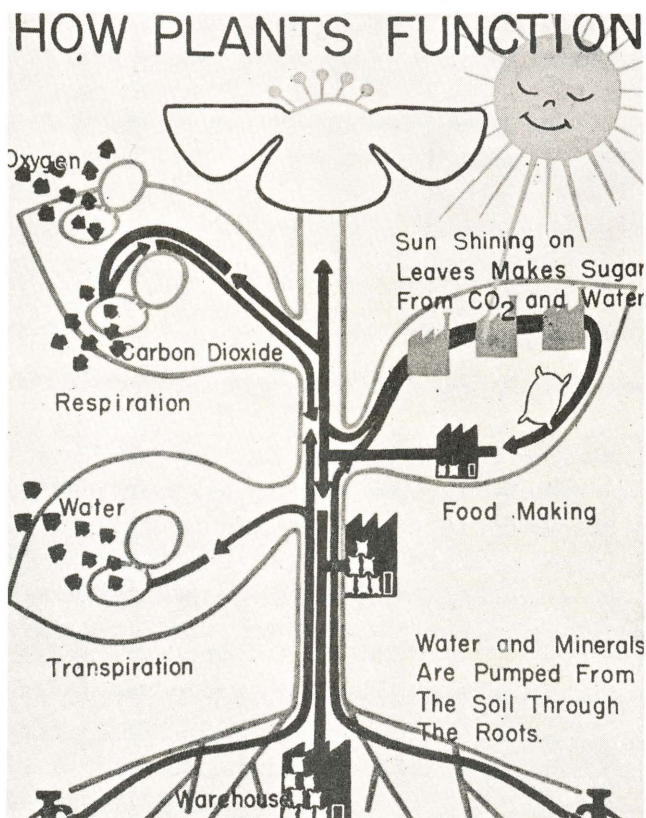 HOW PLANTS FUNCTION
Oxygen
Sun Shining on
Leaves Makes Sugar
From CO2 and Water
Carbon Dioxide
Respiration
Water
Food Making
Transpiration
Water and Minerals
Are Pumped From
The Soil Through
The Roots.
Warehouse